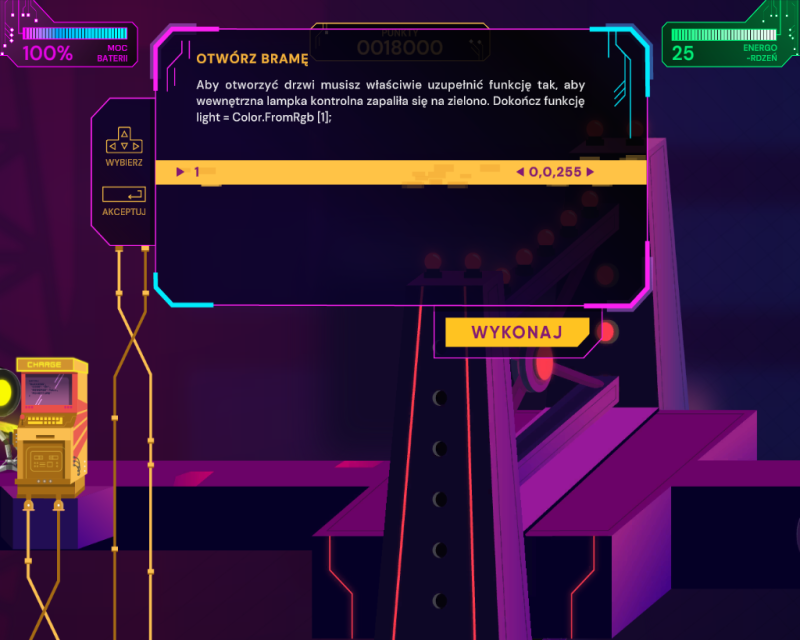 PUNKTY
0018000
100%
MOC
BATERII
25
ENERGO
-ROZEŃ
OTWÓRZ BRAMĘ
Aby otworzyć drzwi musisz właściwie uzupełnić funkcję tak, aby
wewnętrzna lampka kontrolna zapaliła się na zielono. Dokończ funkcję
light = Color.FromRgb [1];
WYBIERZ
1
0,0,255
AKCEPTUJ
WYKONAJ
CHARGE